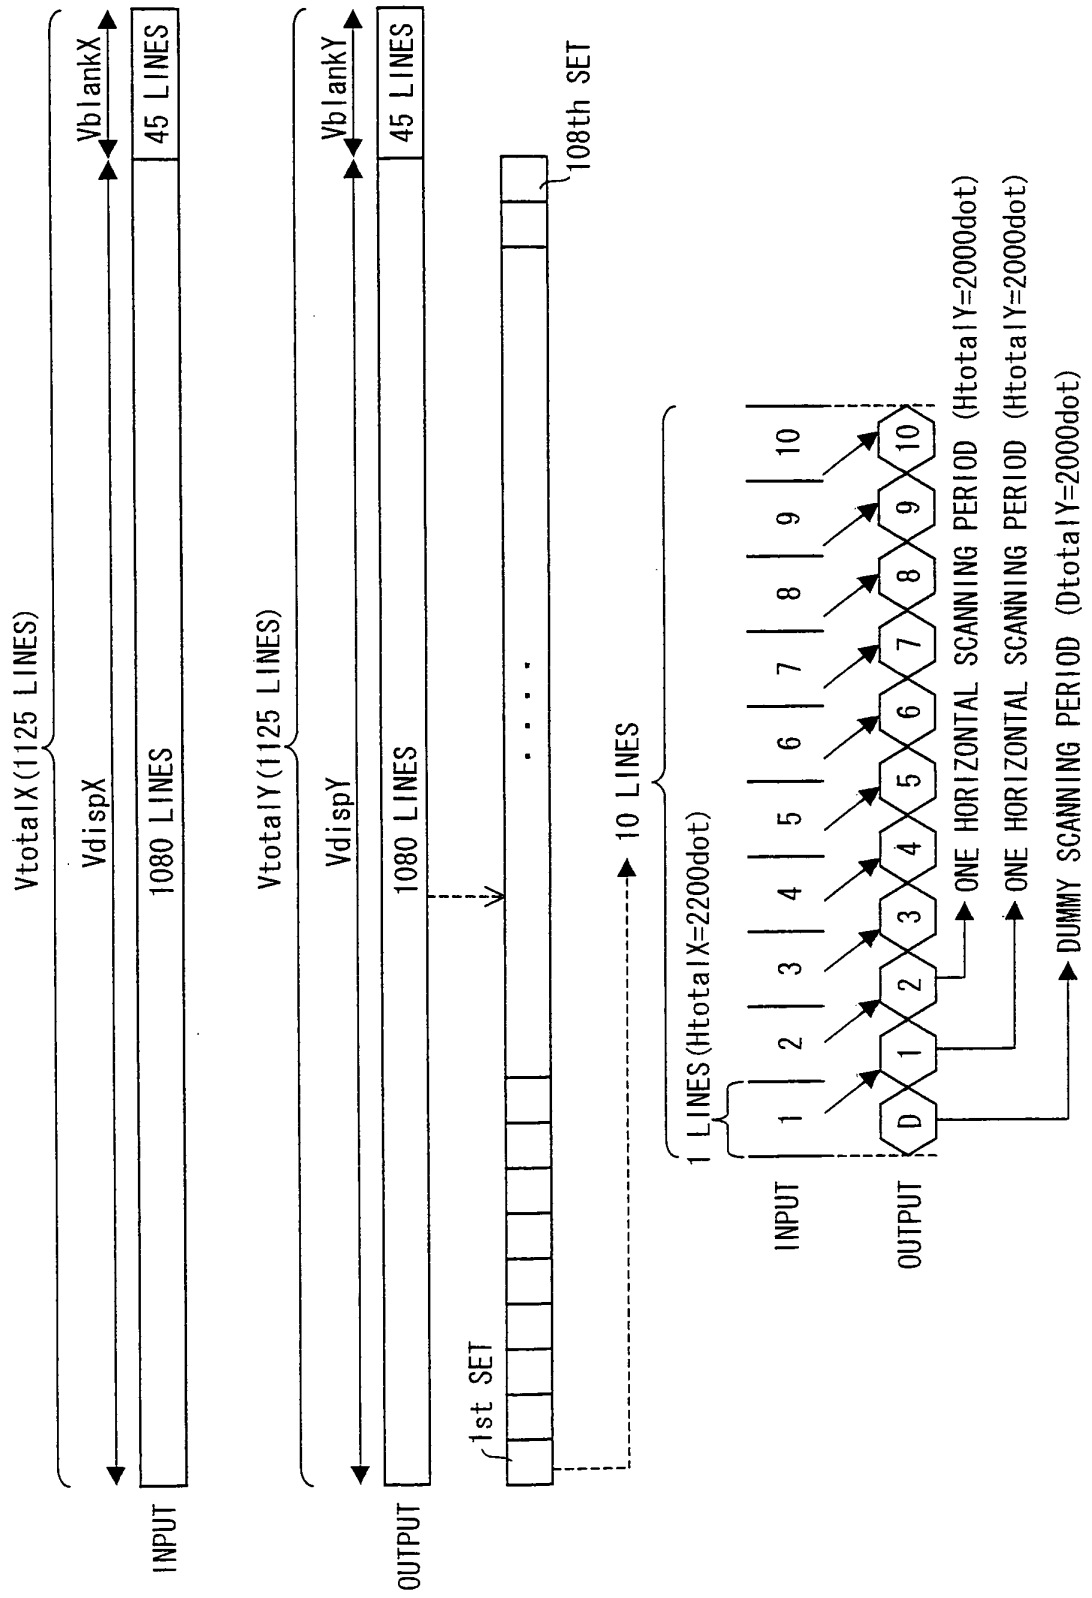 VtotalX(1125 LINES)
VdispX
VblankX
INPUT
1080 LINES
45 LINES
VtotalY(1125 LINES)
VdispY
VblankY
OUTPUT
1080 LINES
45 LINES
1st SET
108th SET
. . . .
10 LINES
1 LINES(HtotalX=2200dot)
INPUT
1 2 3 4 5 6 7 8 9 10
OUTPUT
D 1 2 3 4 5 6 7 8 9 10
ONE HORIZONTAL SCANNING PERIOD (HtotalY=2000dot)
ONE HORIZONTAL SCANNING PERIOD (HtotalY=2000dot)
DUMMY SCANNING PERIOD (DtotalY=2000dot)